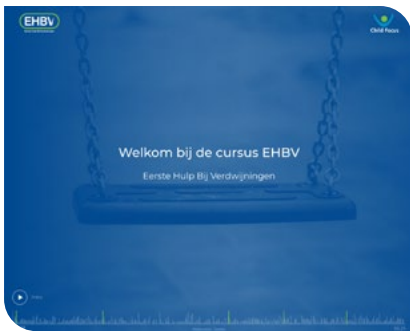 EHBV
Child Focus
Welkom bij de cursus EHBV
Eerste Hulp Bij Verdwijningen